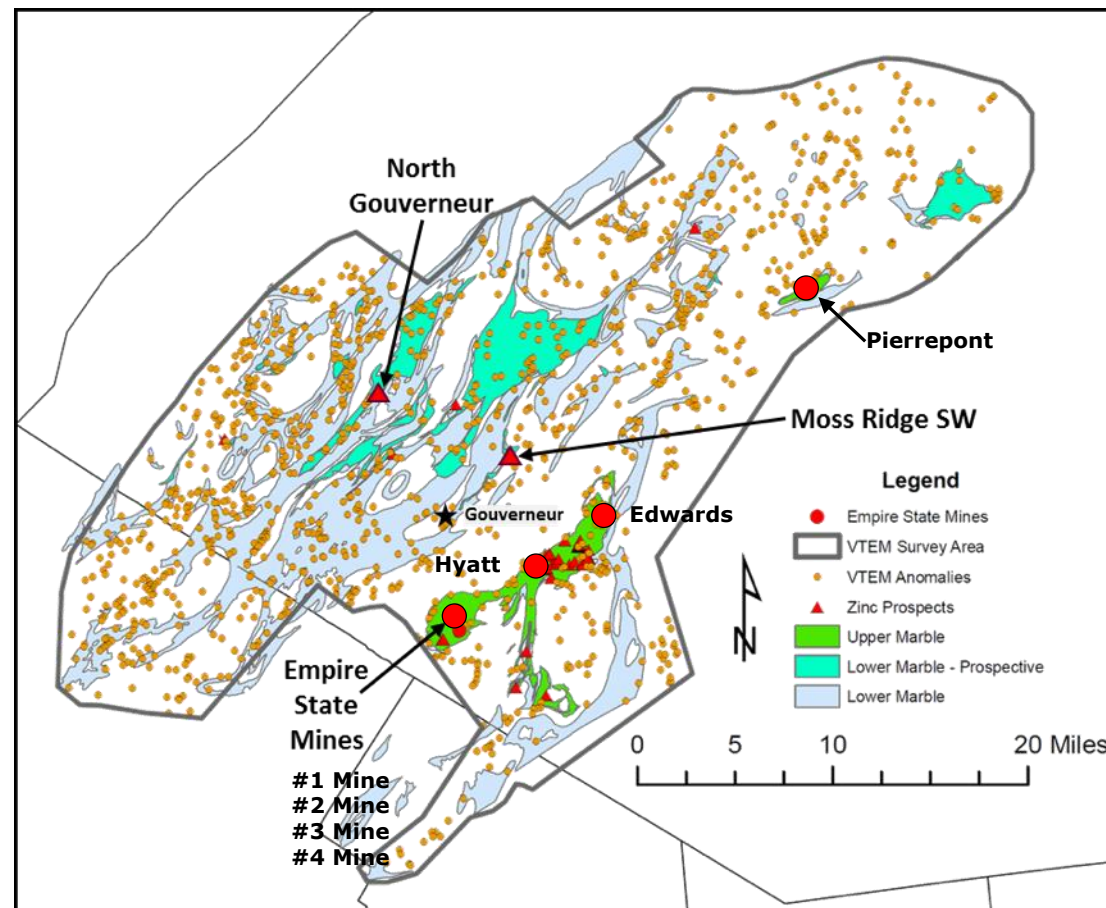 North
Gouverneur
Pierrepont
Moss Ridge SW
Gouverneur
Edwards
Hyatt
Empire
State
Mines
#1 Mine
#2 Mine
#3 Mine
#4 Mine
Legend
Empire State Mines
VTEM Survey Area
VTEM Anomalies
Zinc Prospects
Upper Marble
Lower Marble - Prospective
Lower Marble
N
0 5 10 20 Miles